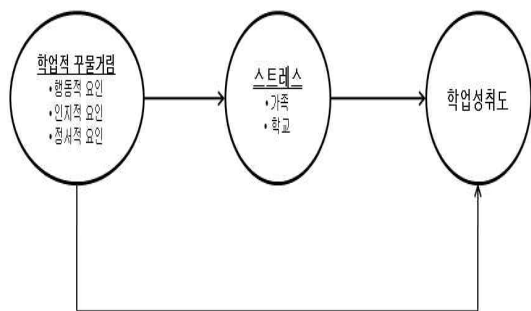 학업적 꾸물거림
• 행동적 요인
• 인지적 요인
• 정서적 요인
스트레스
• 가족
• 학교
학업성취도